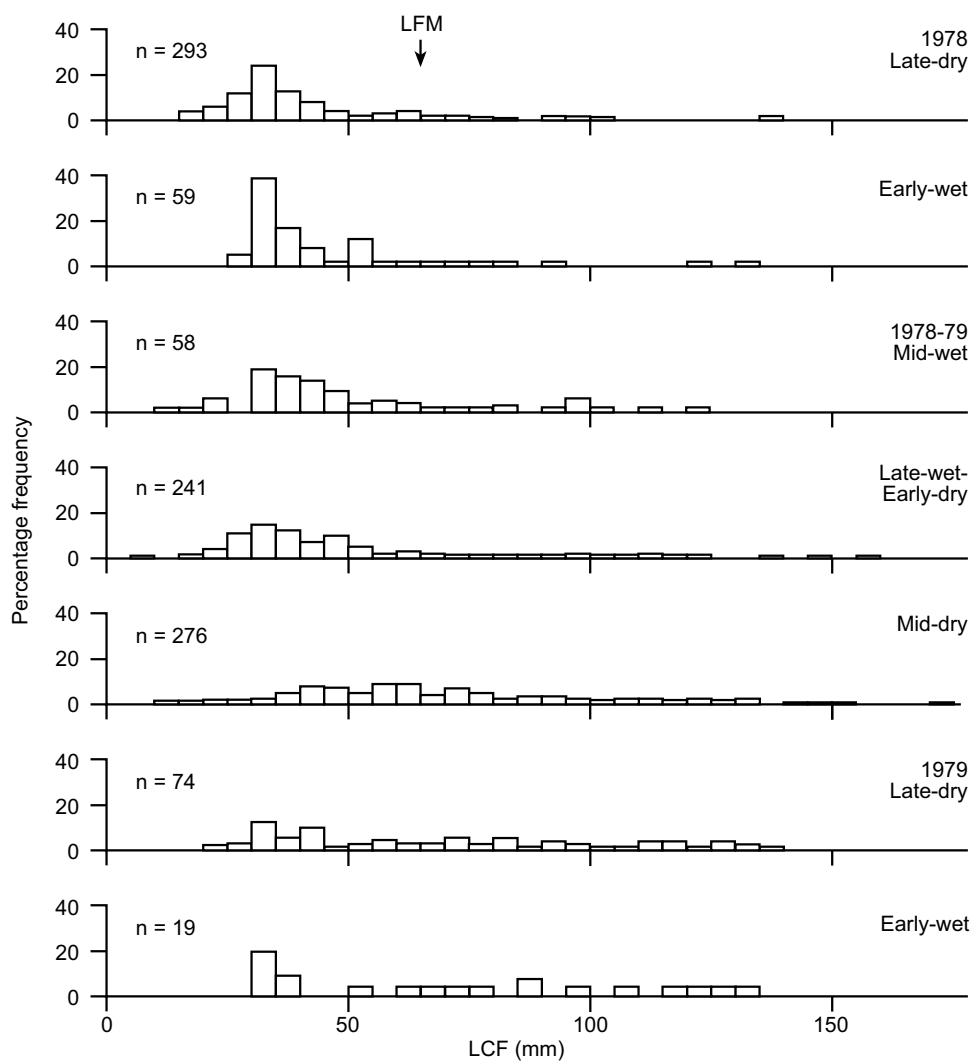 LFM
40
20
0
n = 293
1978
Late-dry
40
20
0
n = 59
Early-wet
40
20
0
n = 58
1978-79
Mid-wet
40
20
0
n = 241
Late-wet-
Early-dry
40
20
0
n = 276
Mid-dry
40
20
0
n = 74
1979
Late-dry
40
20
0
n = 19
Early-wet
Percentage frequency
0
50
100
150
LCF (mm)